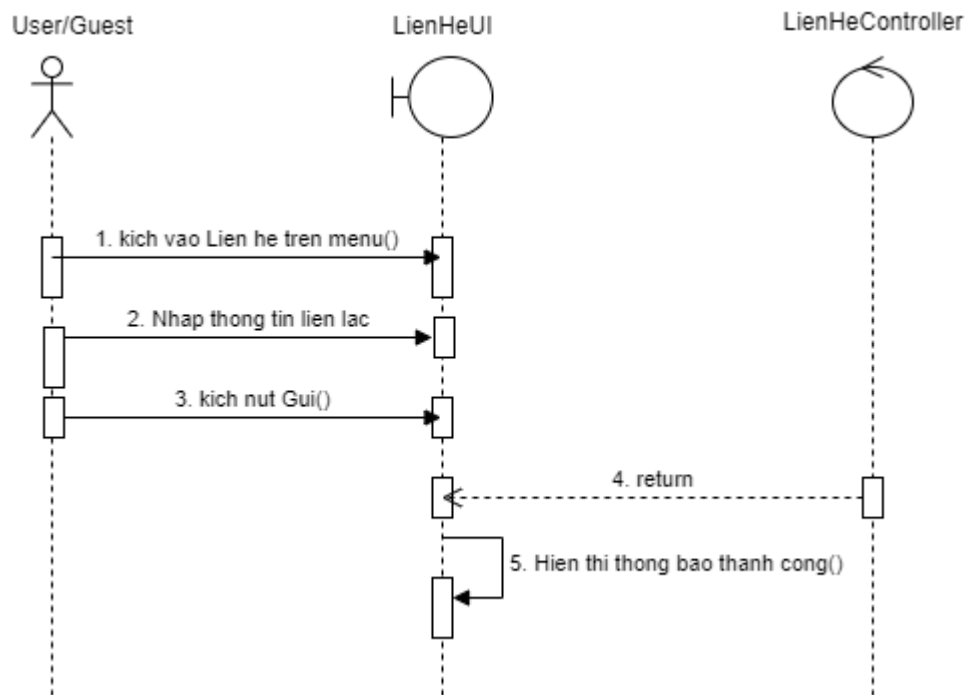 User/Guest
LienHeUI
LienHeController
1. kich vao Lien he tren menu()
2. Nhap thong tin lien lac
3. kich nut Gui()
4. return
5. Hien thi thong bao thanh cong()